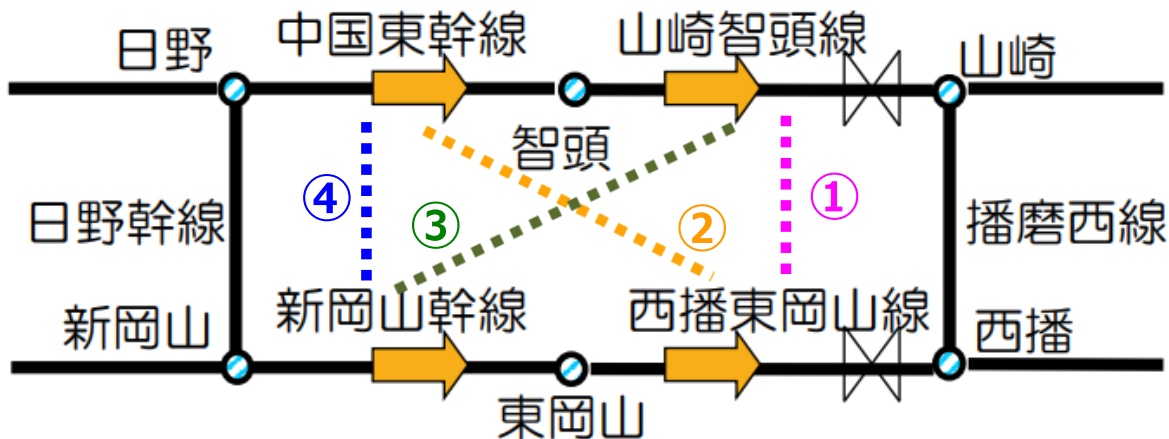 日野
中国東幹線
山崎智頭線
山崎
智頭
④
③
②
①
日野幹線
播磨西線
新岡山
新岡山幹線
西播東岡山線
西播
東岡山